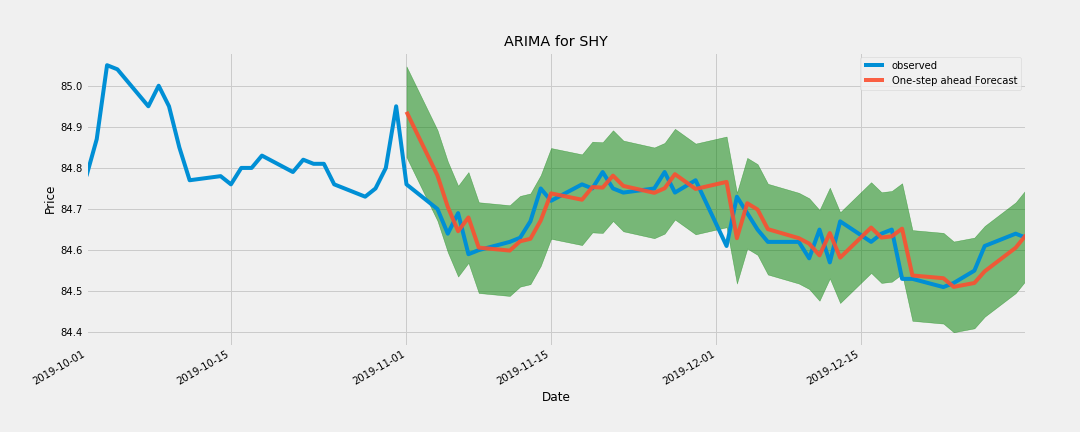 ARIMA for SHY
observed
One-step ahead Forecast
85.0
84.9
84.8
84.7
84.6
84.5
84.4
Price
2019-10-01
2019-10-15
2019-11-01
2019-11-15
2019-12-01
2019-12-15
Date